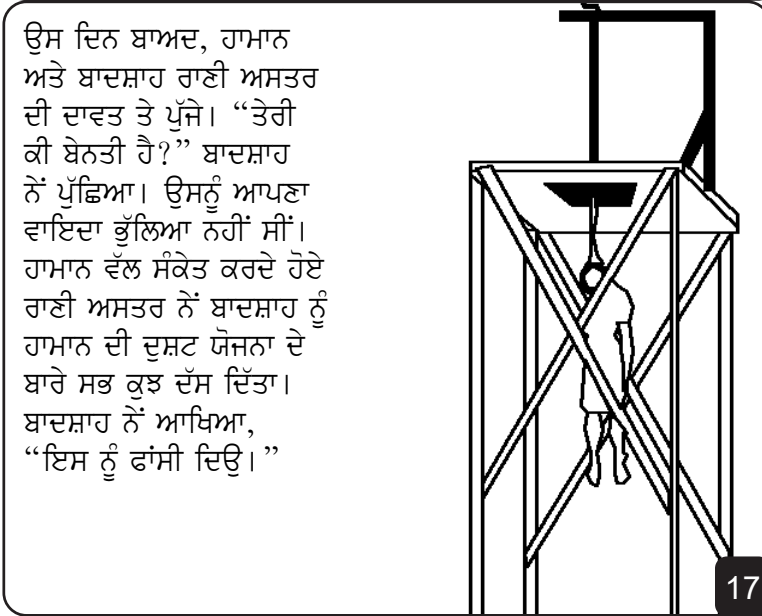 ਉਸ ਦਿਨ ਬਾਅਦ, ਹਾਮਾਨ
ਅਤੇ ਬਾਦਸ਼ਾਹ ਰਾਣੀ ਅਸਤਰ
ਦੀ ਦਾਵਤ ਤੇ ਪੁੱਜੇ। “ਤੇਰੀ
ਕੀ ਬੇਨਤੀ ਹੈ?” ਬਾਦਸ਼ਾਹ
ਨੇਂ ਪੁੱਛਿਆ। ਉਸਨੂੰ ਆਪਣਾ
ਵਾਇਦਾ ਭੁੱਲਿਆ ਨਹੀਂ ਸੀਂ।
ਹਾਮਾਨ ਵੱਲ ਸੰਕੇਤ ਕਰਦੇ ਹੋਏ
ਰਾਣੀ ਅਸਤਰ ਨੇਂ ਬਾਦਸ਼ਾਹ ਨੂੰ
ਹਾਮਾਨ ਦੀ ਦੁਸ਼ਟ ਯੋਜਨਾ ਦੇ
ਬਾਰੇ ਸਭ ਕੁਝ ਦੱਸ ਦਿੱਤਾ।
ਬਾਦਸ਼ਾਹ ਨੇਂ ਆਖਿਆ,
“ਇਸ ਨੂੰ ਫਾਂਸੀ ਦਿਉ।”
17